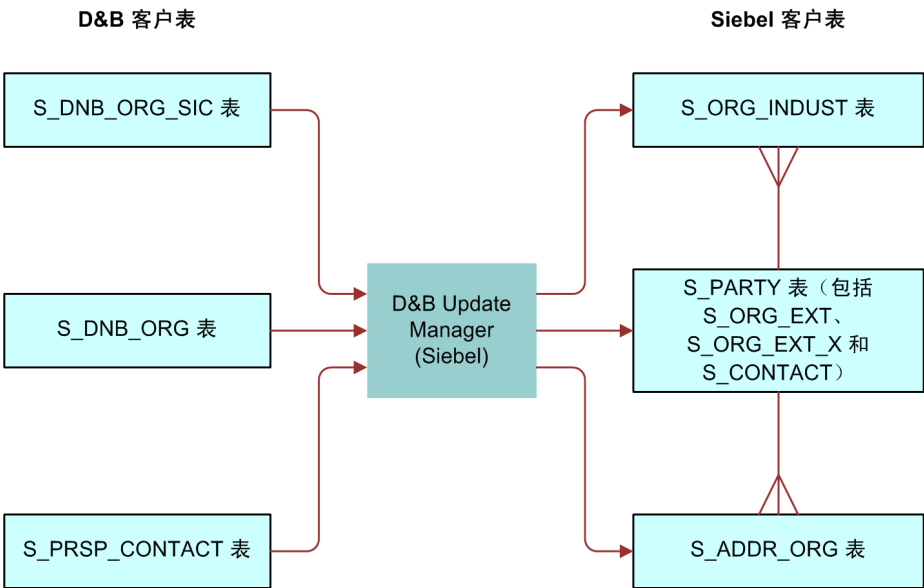 D&B 客户表
Siebel 客户表
S_DNB_ORG_SIC 表
S_ORG_INDUST 表
S_DNB_ORG 表
D&B Update
Manager
(Siebel)
S_PARTY 表（包括
S_ORG_EXT、
S_ORG_EXT_X 和
S_CONTACT）
S_PRSP_CONTACT 表
S_ADDR_ORG 表